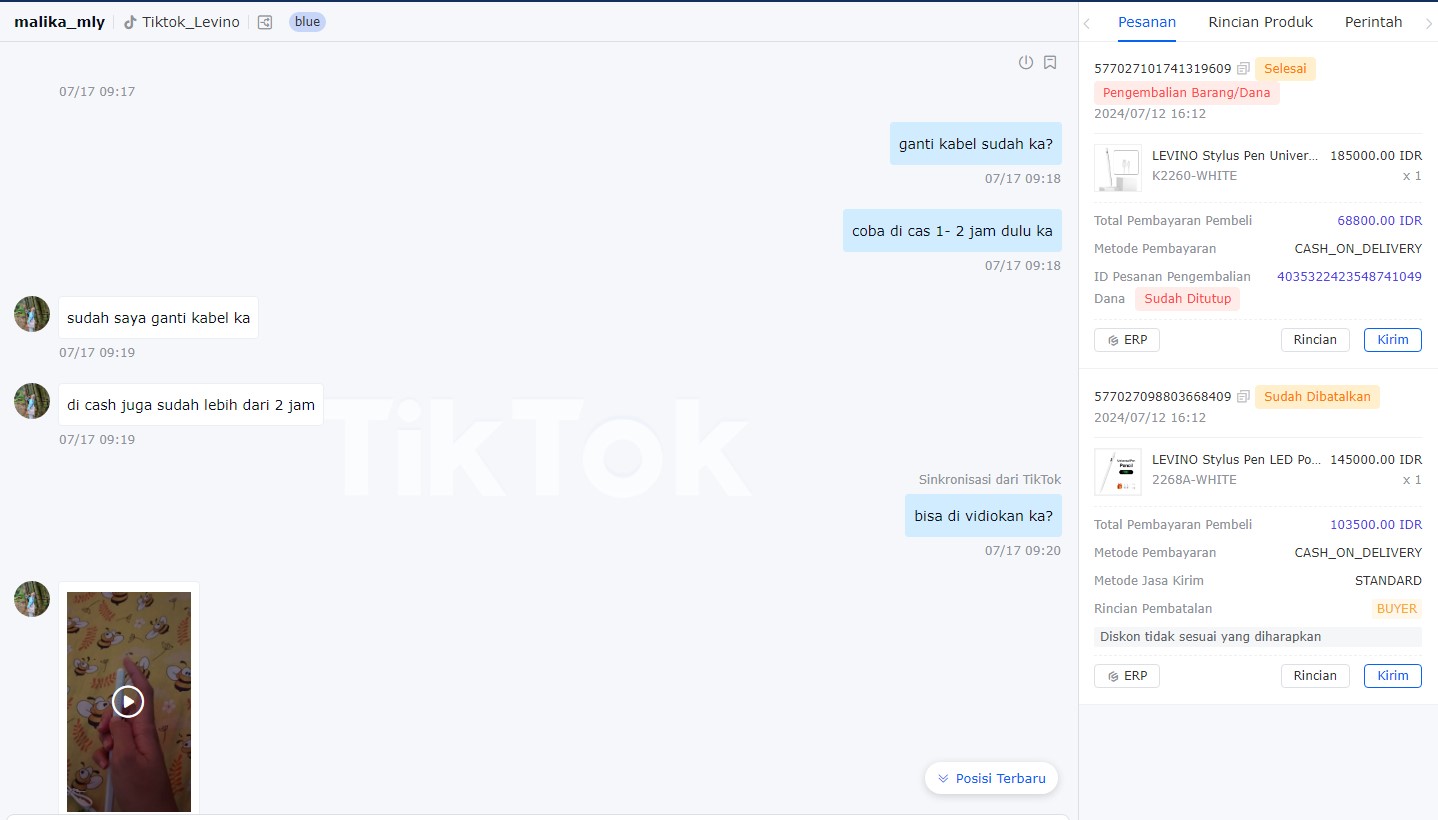 malika_mly
Tiktok_Levino
blue
07/17 09:17
ganti kabel sudah ka?
07/17 09:18
coba di cas 1- 2 jam dulu ka
07/17 09:18
sudah saya ganti kabel ka
07/17 09:19
di cash juga sudah lebih dari 2 jam
07/17 09:19
TikTok
Sinkronisasi dari TikTok
bisa di vidiokan ka?
07/17 09:20
Posisi Terbaru
Pesanan
Rincian Produk
Perintah
577027101741319609
Selesai
Pengembalian Barang/Dana
2024/07/12 16:12
LEVINO Stylus Pen Univer... 185000.00 IDR
K2260-WHITE x 1
Total Pembayaran Pembeli 68800.00 IDR
Metode Pembayaran CASH_ON_DELIVERY
ID Pesanan Pengembalian 4035322423548741049
Dana Sudah Ditutup
ERP Rincian Kirim
577027098803668409 Sudah Dibatalkan
2024/07/12 16:12
LEVINO Stylus Pen LED Po... 145000.00 IDR
2268A-WHITE x 1
Total Pembayaran Pembeli 103500.00 IDR
Metode Pembayaran CASH_ON_DELIVERY
Metode Jasa Kirim STANDARD
Rincian Pembatalan BUYER
Diskon tidak sesuai yang diharapkan
ERP Rincian Kirim